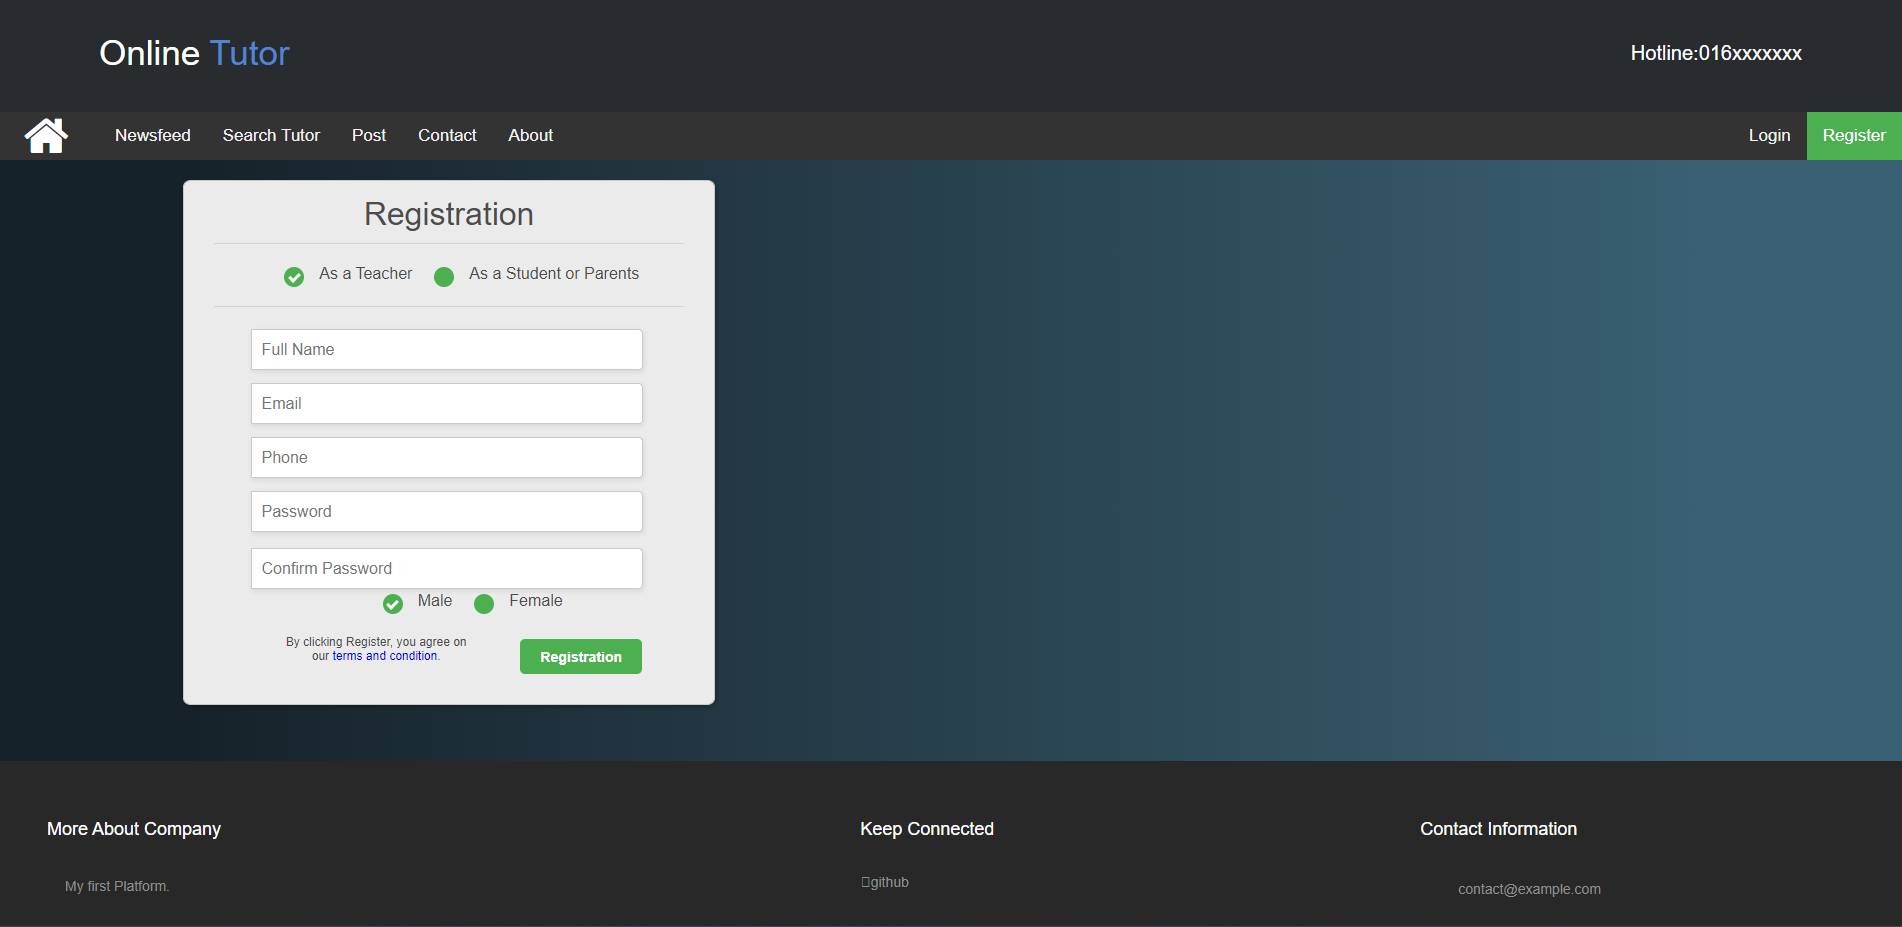 Online Tutor
Hotline:016xxxxxxx
Newsfeed Search Tutor Post Contact About Login Register
Registration
As a Teacher As a Student or Parents
Full Name
Email
Phone
Password
Confirm Password
Male Female
By clicking Register, you agree on
our terms and condition.
Registration
More About Company
My first Platform.
Keep Connected
github
Contact Information
contact@example.com